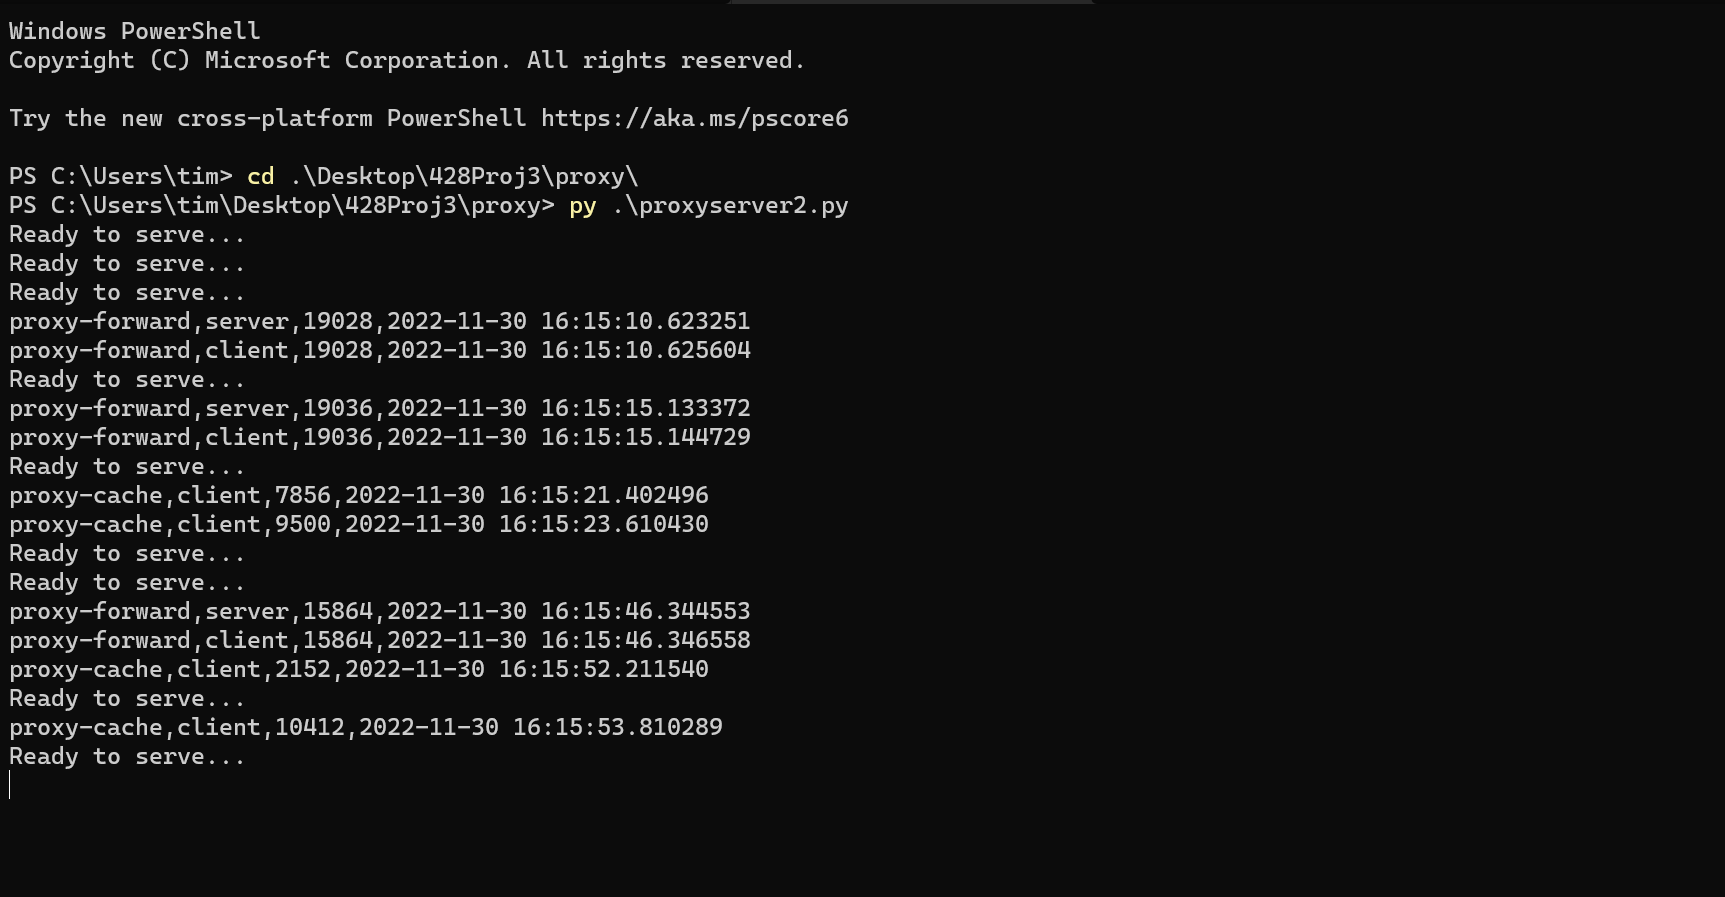 Windows PowerShell
Copyright (C) Microsoft Corporation. All rights reserved.
Try the new cross-platform PowerShell https://aka.ms/pscore6
PS C:\Users\tim> cd .\Desktop\428Proj3\proxy\
PS C:\Users\tim\Desktop\428Proj3\proxy> py .\proxyserver2.py
Ready to serve...
Ready to serve...
Ready to serve...
proxy-forward,server,19028,2022-11-30 16:15:10.623251
proxy-forward,client,19028,2022-11-30 16:15:10.625604
Ready to serve...
proxy-forward,server,19036,2022-11-30 16:15:15.133372
proxy-forward,client,19036,2022-11-30 16:15:15.144729
Ready to serve...
proxy-cache,client,7856,2022-11-30 16:15:21.402496
proxy-cache,client,9500,2022-11-30 16:15:23.610430
Ready to serve...
Ready to serve...
proxy-forward,server,15864,2022-11-30 16:15:46.344553
proxy-forward,client,15864,2022-11-30 16:15:46.346558
proxy-cache,client,2152,2022-11-30 16:15:52.211540
Ready to serve...
proxy-cache,client,10412,2022-11-30 16:15:53.810289
Ready to serve...